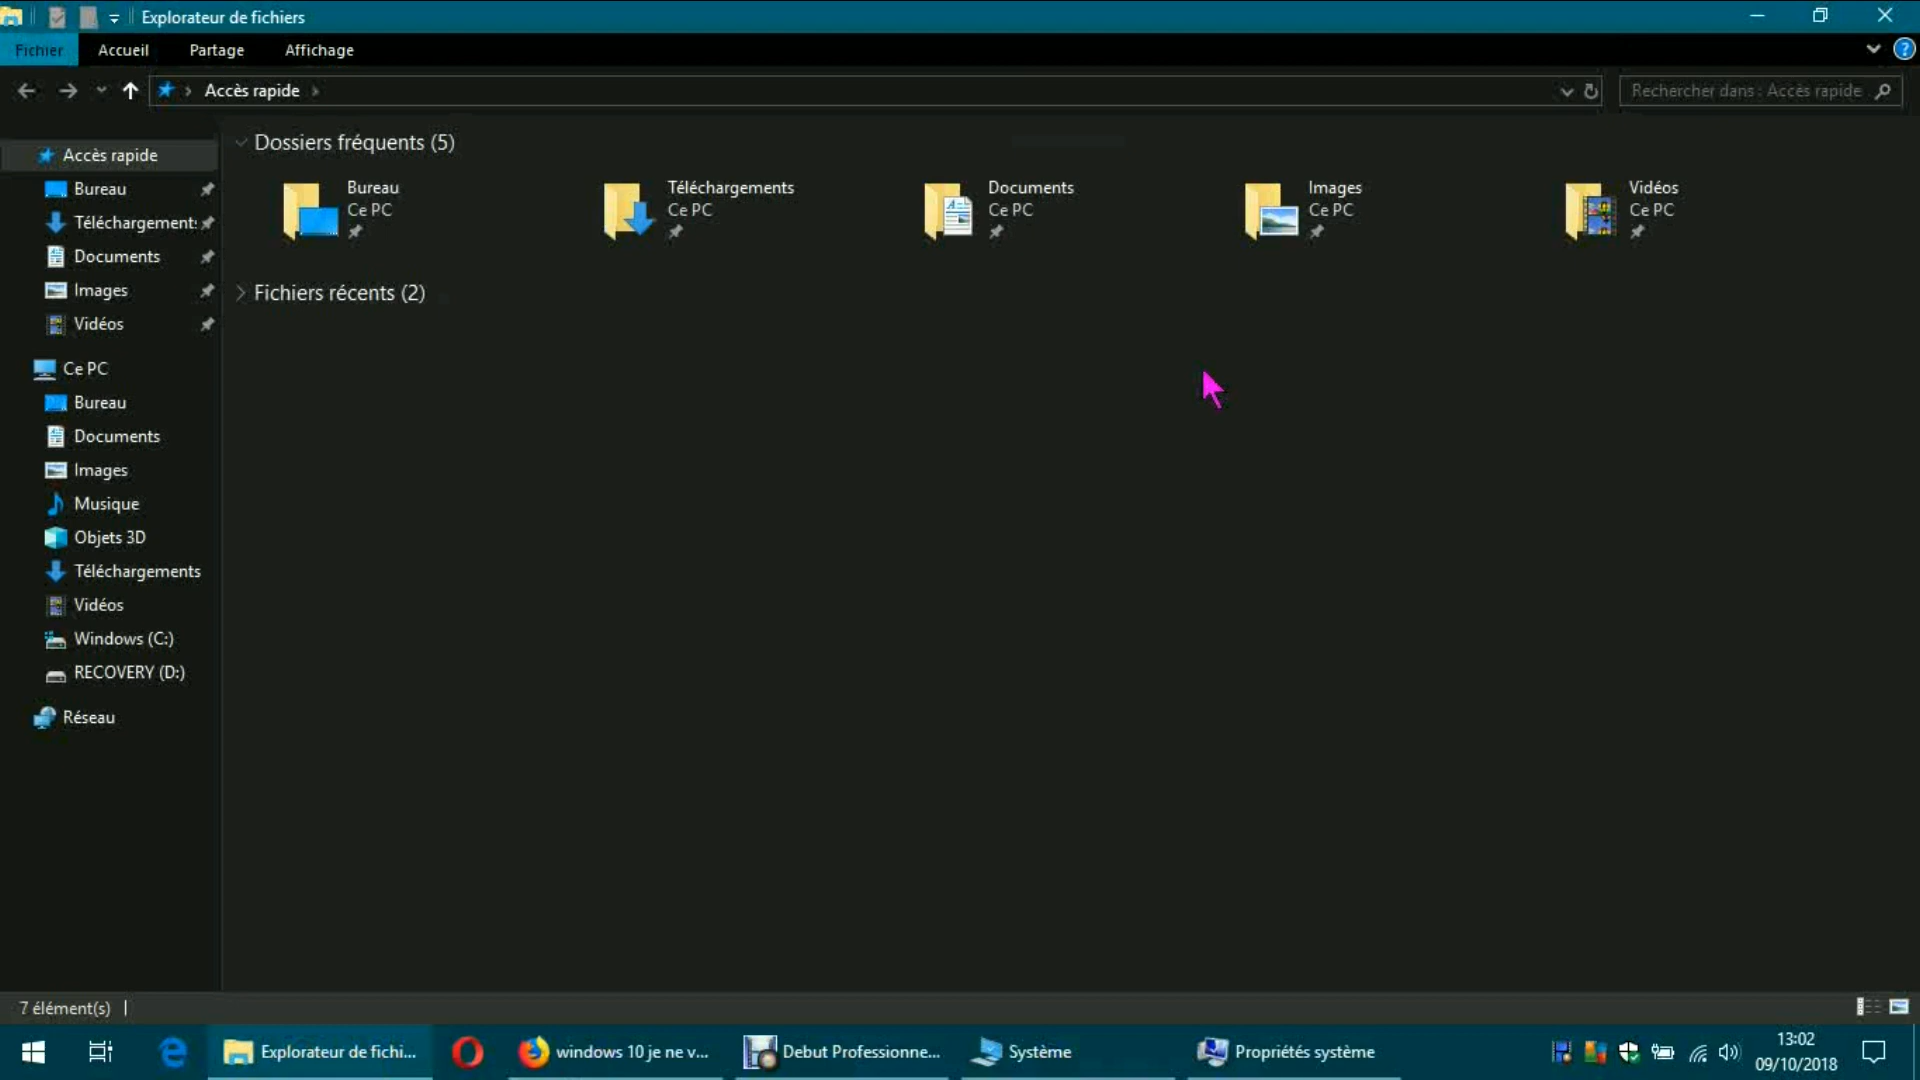 Explorateur de fichiers
Fichier Accueil Partage Affichage
Accès rapide
Rechercher dans : Accès rapide
Accès rapide
Bureau
Téléchargements
Documents
Images
Vidéos
Ce PC
Bureau
Documents
Images
Musique
Objets 3D
Téléchargements
Vidéos
Windows (C:)
RECOVERY (D:)
Réseau
Dossiers fréquents (5)
Bureau
Ce PC
Téléchargements
Ce PC
Documents
Ce PC
Images
Ce PC
Vidéos
Ce PC
Fichiers récents (2)
7 élément(s)
Explorateur de fichi...
windows 10 je ne v...
Debut Professionne...
Système
Propriétés système
13:02
09/10/2018